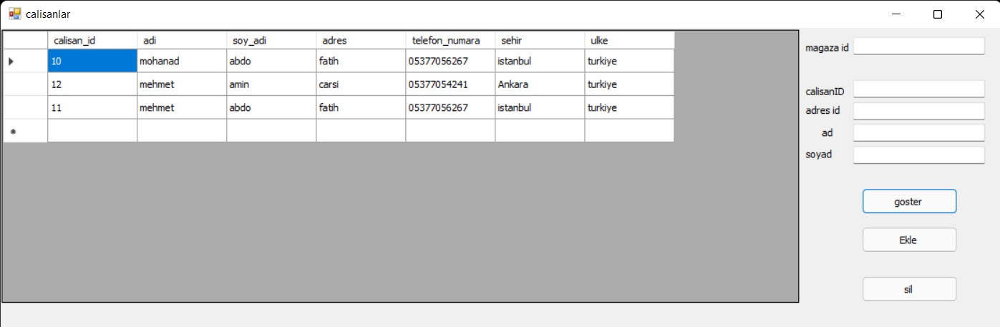 calisanlar
calisan_id adi soy_adi adres telefon_numara sehir ulke
10 mohanad abdo fatih 05377056267 istanbul turkiye
12 mehmet amin carsi 05377054241 Ankara turkiye
11 mehmet abdo fatih 05377056267 istanbul turkiye
magaza id
calisanID
adres id
ad
soyad
goster
Ekle
sil